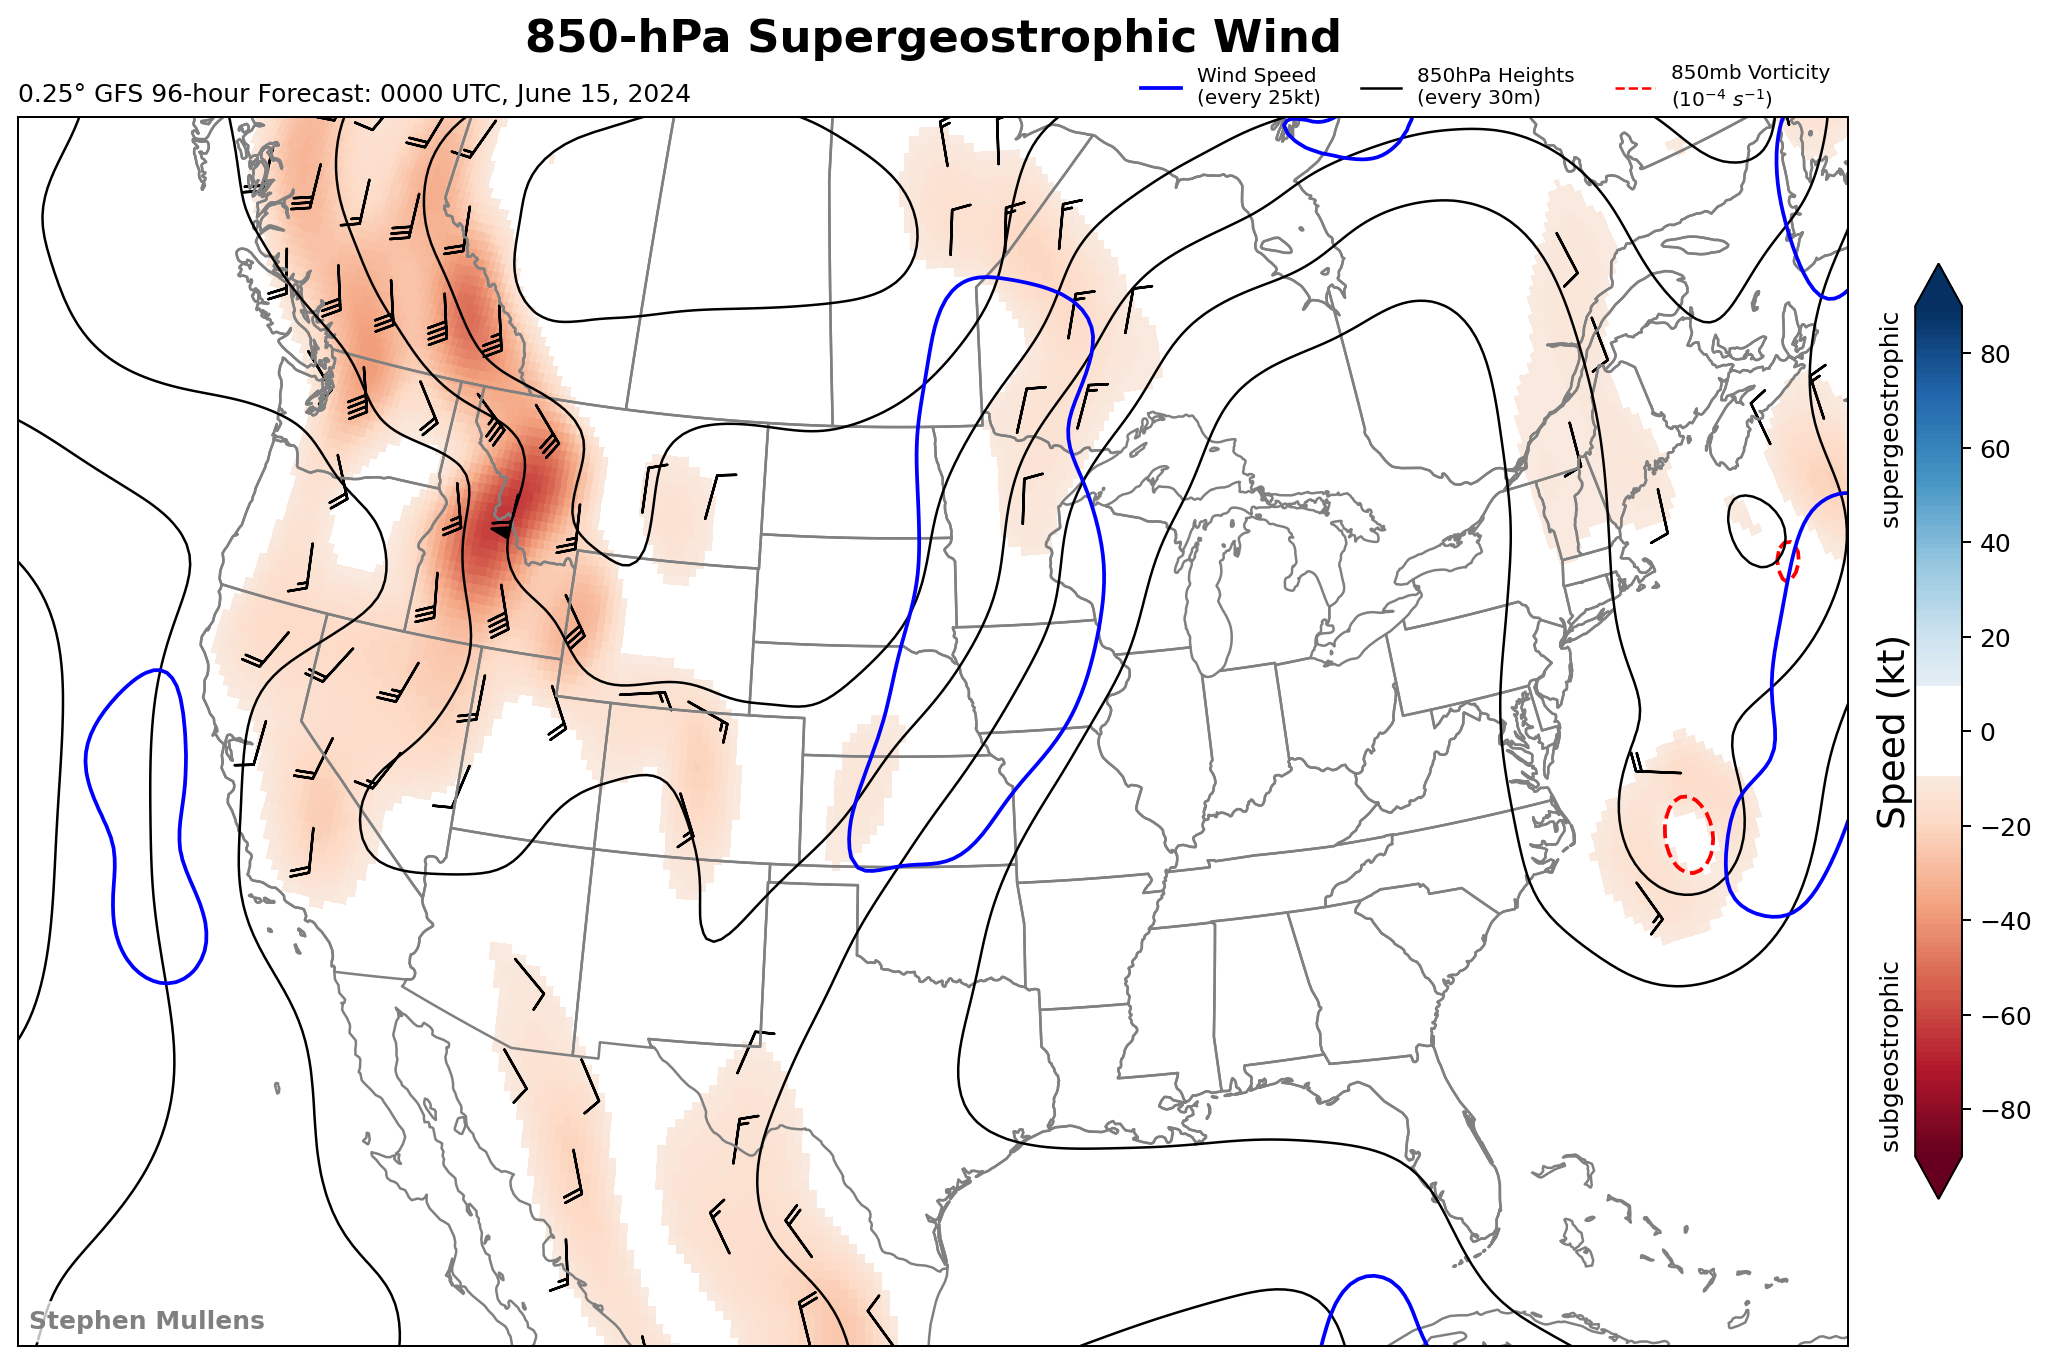 850-hPa Supergeostrophic Wind
0.25° GFS 96-hour Forecast: 0000 UTC, June 15, 2024
Wind Speed
(every 25kt)
850hPa Heights
(every 30m)
850mb Vorticity
(10⁻⁴ s⁻¹)
supergeostrophic
Speed (kt)
subgeostrophic
80
60
40
20
0
−20
−40
−60
−80
Stephen Mullens